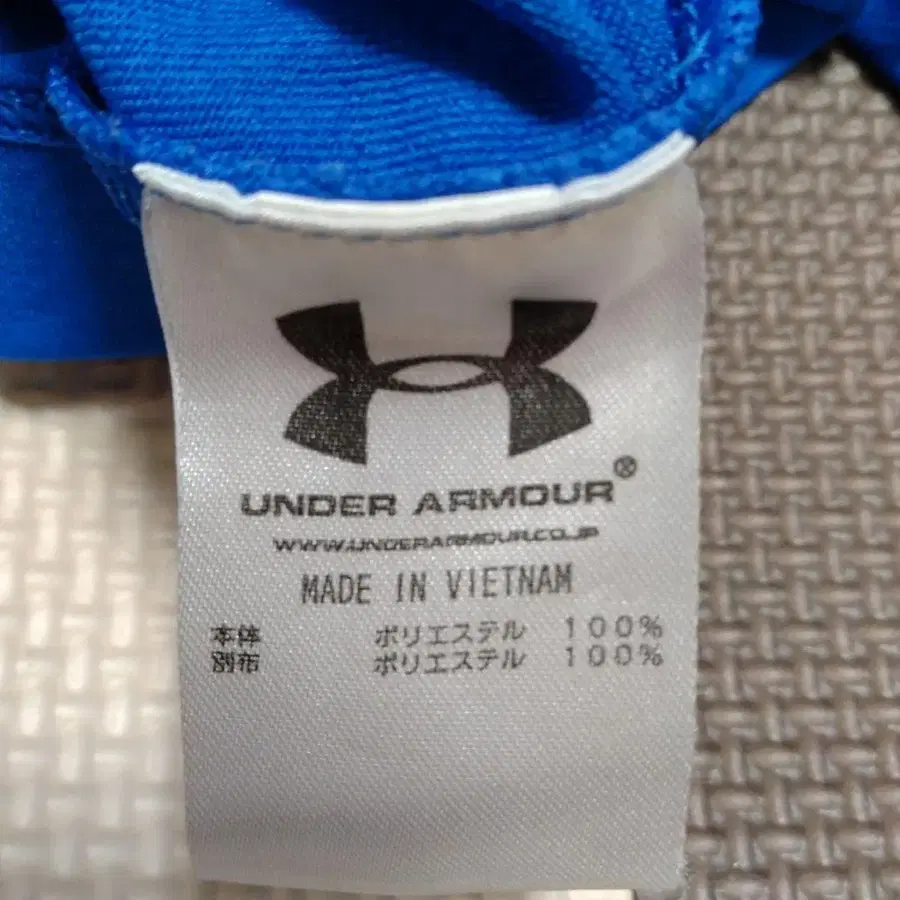 UNDER ARMOUR®
WWW.UNDERARMOUR.CO.JP
MADE IN VIETNAM
本体 ポリエステル 100%
別布 ポリエステル 100%